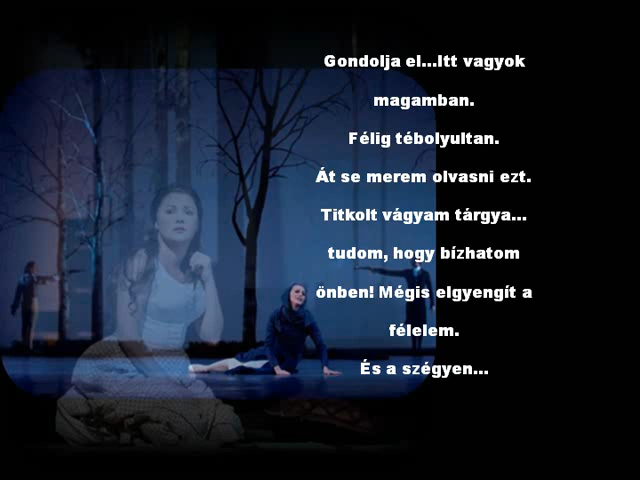 Gondolja el...Itt vagyok
magamban.
Félig tébolyultan.
Át se merem olvasni ezt.
Titkolt vágyam tárgya...
tudom, hogy bízhatom
önben! Mégis elgyengít a
félelem.
És a szégyen...